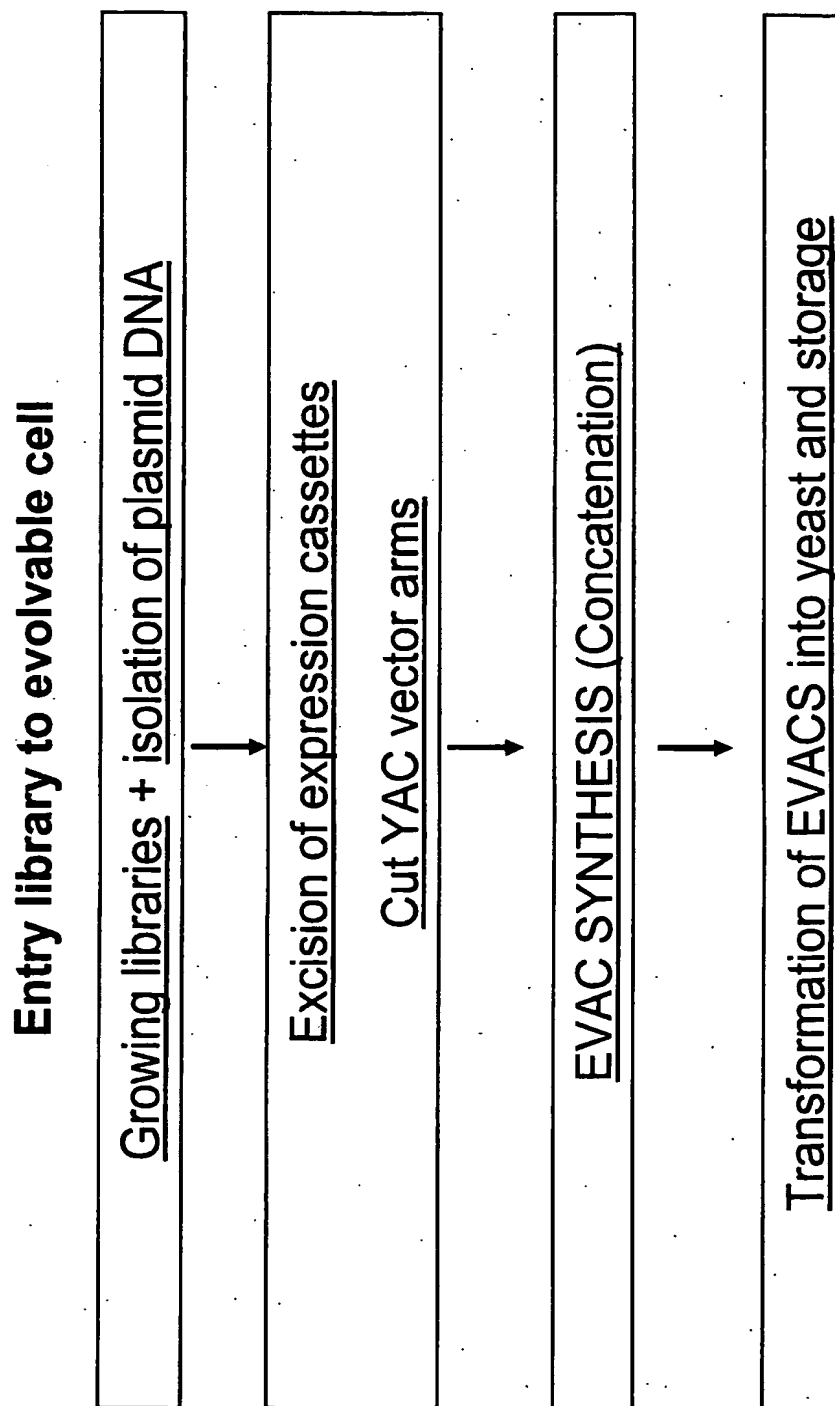 Entry library to evolvable cell
Growing libraries + isolation of plasmid DNA
Excision of expression cassettes
Cut YAC vector arms
EVAC SYNTHESIS (Concatenation)
Transformation of EVACS into yeast and storage